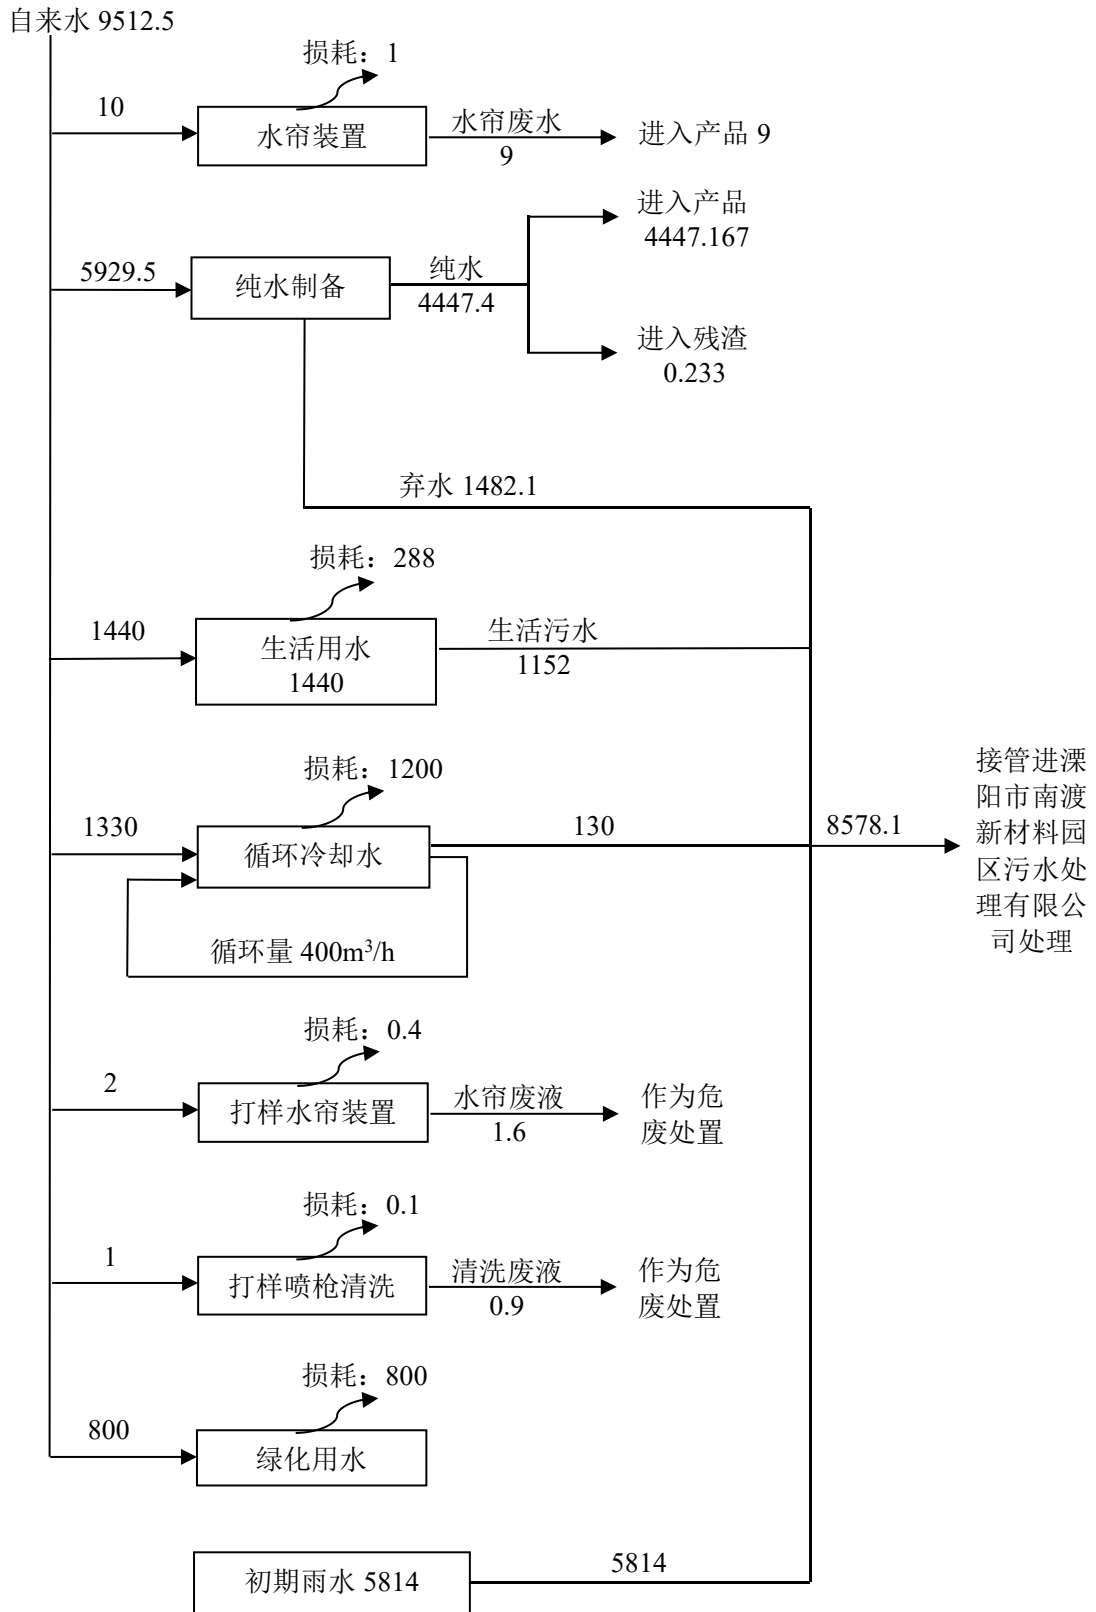 自来水 9512.5
损耗：1
10
水帘装置
水帘废水
9
进入产品 9
进入产品
4447.167
5929.5
纯水制备
纯水
4447.4
进入残渣
0.233
弃水 1482.1
损耗：288
1440
生活用水
1440
生活污水
1152
损耗：1200
1330
循环冷却水
130
循环量 400m³/h
8578.1
接管进溧
阳市南渡
新材料园
区污水处
理有限公
司处理
损耗：0.4
2
打样水帘装置
水帘废液
1.6
作为危
废处置
损耗：0.1
1
打样喷枪清洗
清洗废液
0.9
作为危
废处置
损耗：800
800
绿化用水
初期雨水 5814
5814